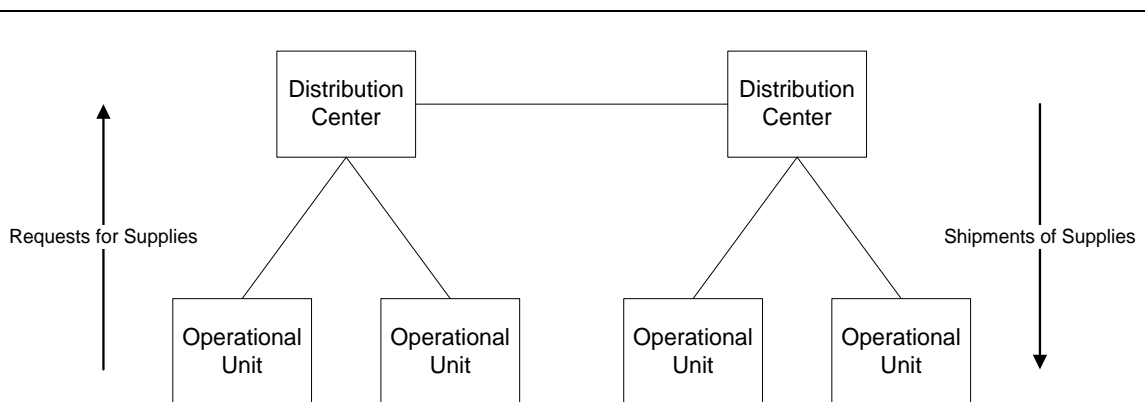 Distribution
Center
Distribution
Center
Requests for Supplies
Shipments of Supplies
Operational
Unit
Operational
Unit
Operational
Unit
Operational
Unit